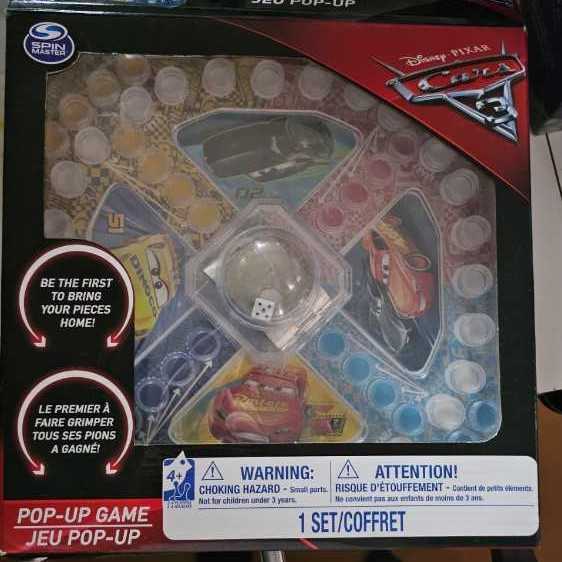 JEU POP-UP
SPIN
MASTER
Disney PIXAR
Cars
3
02
51
DINOCO
BE THE FIRST
TO BRING
YOUR PIECES
HOME!
LE PREMIER À
FAIRE GRIMPER
TOUS SES PIONS
A GAGNÉ!
POP-UP GAME
JEU POP-UP
4+
WARNING:
CHOKING HAZARD - Small parts.
Not for children under 3 years.
ATTENTION!
RISQUE D'ÉTOUFFEMENT - Contient de petits éléments.
Ne convient pas aux enfants de moins de 3 ans.
1 SET/COFFRET